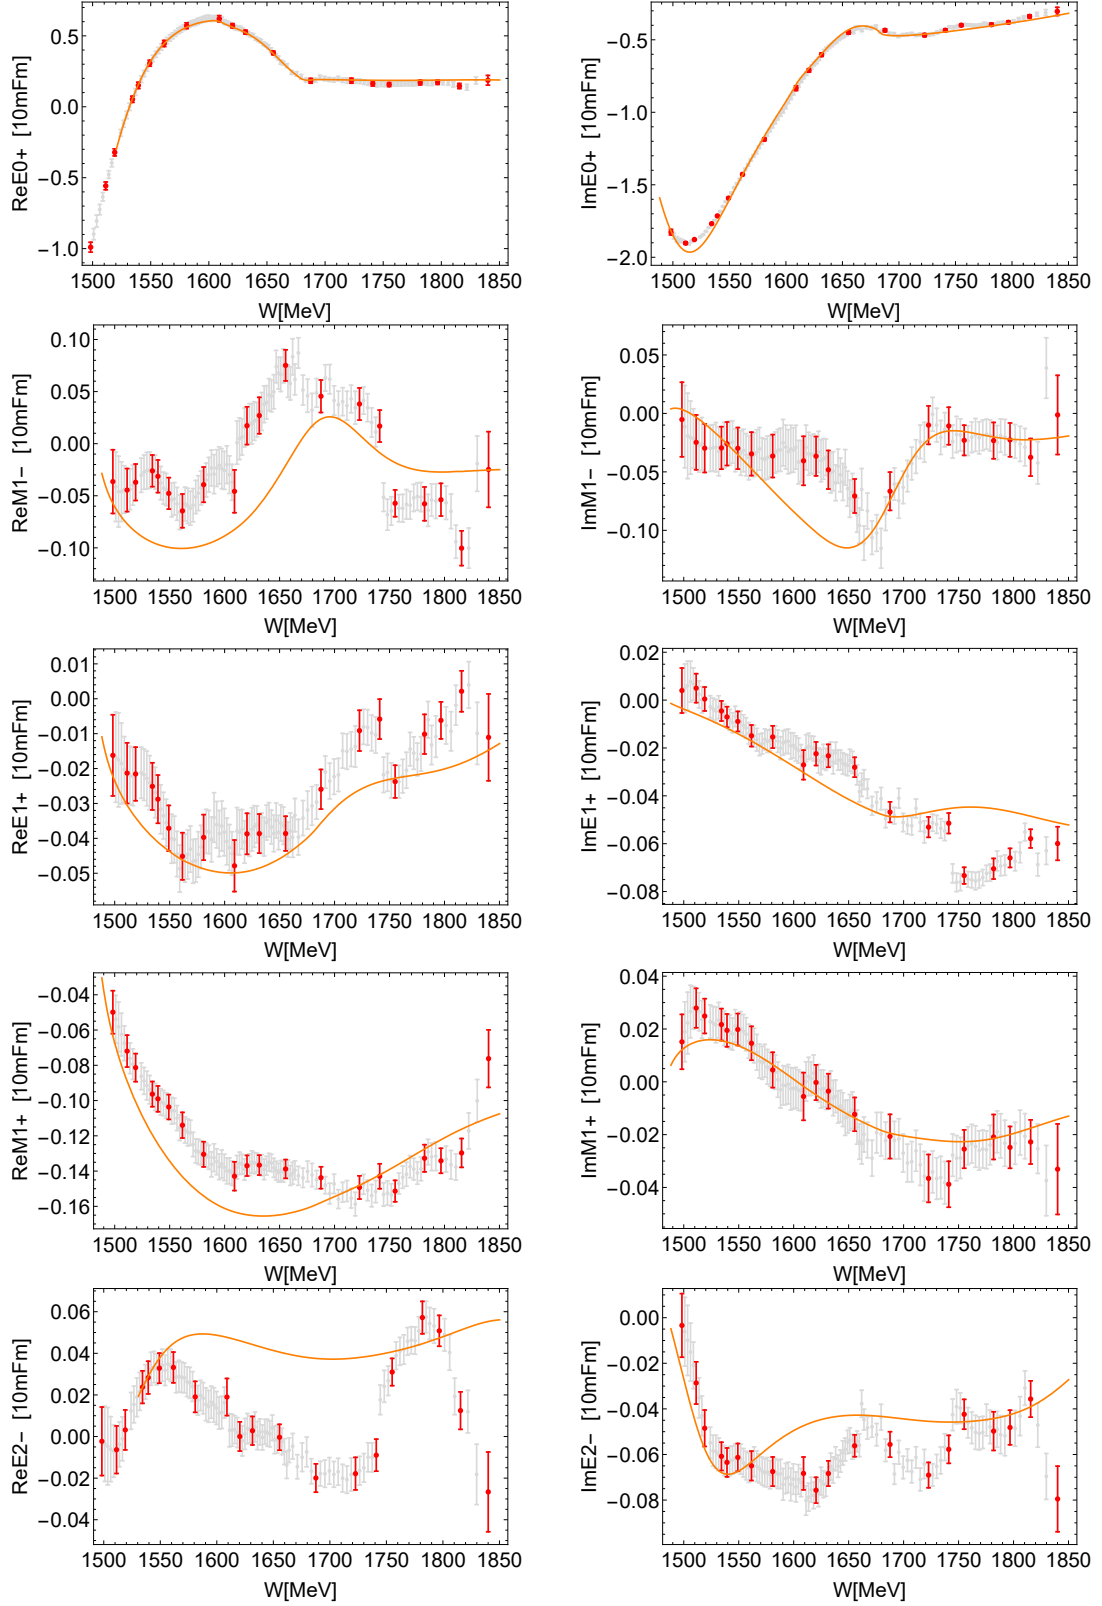 ReE0+ [10mFm]
0.5
0.0
−0.5
−1.0
1500 1550 1600 1650 1700 1750 1800 1850
W[MeV]
ImE0+ [10mFm]
−0.5
−1.0
−1.5
−2.0
1500 1550 1600 1650 1700 1750 1800 1850
W[MeV]
ReM1− [10mFm]
0.10
0.05
0.00
−0.05
−0.10
1500 1550 1600 1650 1700 1750 1800 1850
W[MeV]
ImM1− [10mFm]
0.05
0.00
−0.05
−0.10
1500 1550 1600 1650 1700 1750 1800 1850
W[MeV]
ReE1+ [10mFm]
0.01
0.00
−0.01
−0.02
−0.03
−0.04
−0.05
1500 1550 1600 1650 1700 1750 1800 1850
W[MeV]
ImE1+ [10mFm]
0.02
0.00
−0.02
−0.04
−0.06
−0.08
1500 1550 1600 1650 1700 1750 1800 1850
W[MeV]
ReM1+ [10mFm]
−0.04
−0.06
−0.08
−0.10
−0.12
−0.14
−0.16
1500 1550 1600 1650 1700 1750 1800 1850
W[MeV]
ImM1+ [10mFm]
0.04
0.02
0.00
−0.02
−0.04
1500 1550 1600 1650 1700 1750 1800 1850
W[MeV]
ReE2− [10mFm]
0.06
0.04
0.02
0.00
−0.02
−0.04
1500 1550 1600 1650 1700 1750 1800 1850
W[MeV]
ImE2− [10mFm]
0.00
−0.02
−0.04
−0.06
−0.08
1500 1550 1600 1650 1700 1750 1800 1850
W[MeV]